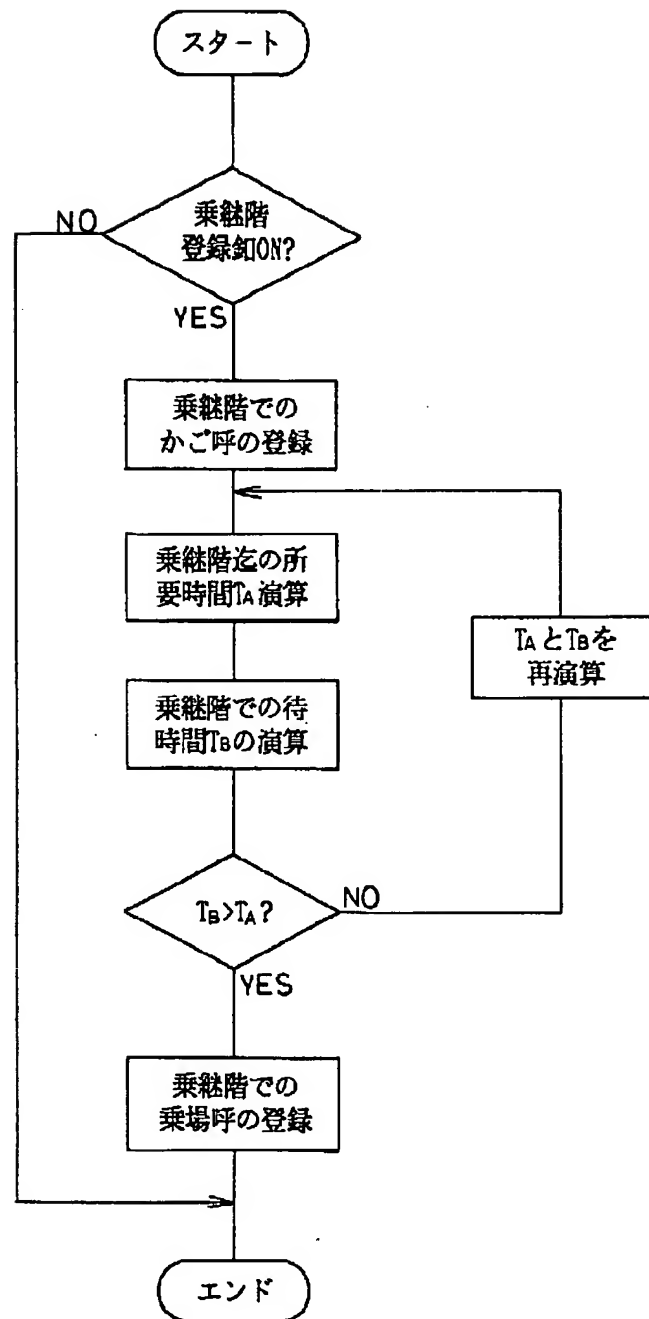 スタート
乗継階
登録釦ON?
NO
YES
乗継階での
かご呼の登録
乗継階迄の所
要時間TA演算
TAとTBを
再演算
乗継階での待
時間TBの演算
TB>TA?
NO
YES
乗継階での
乗場呼の登録
エンド